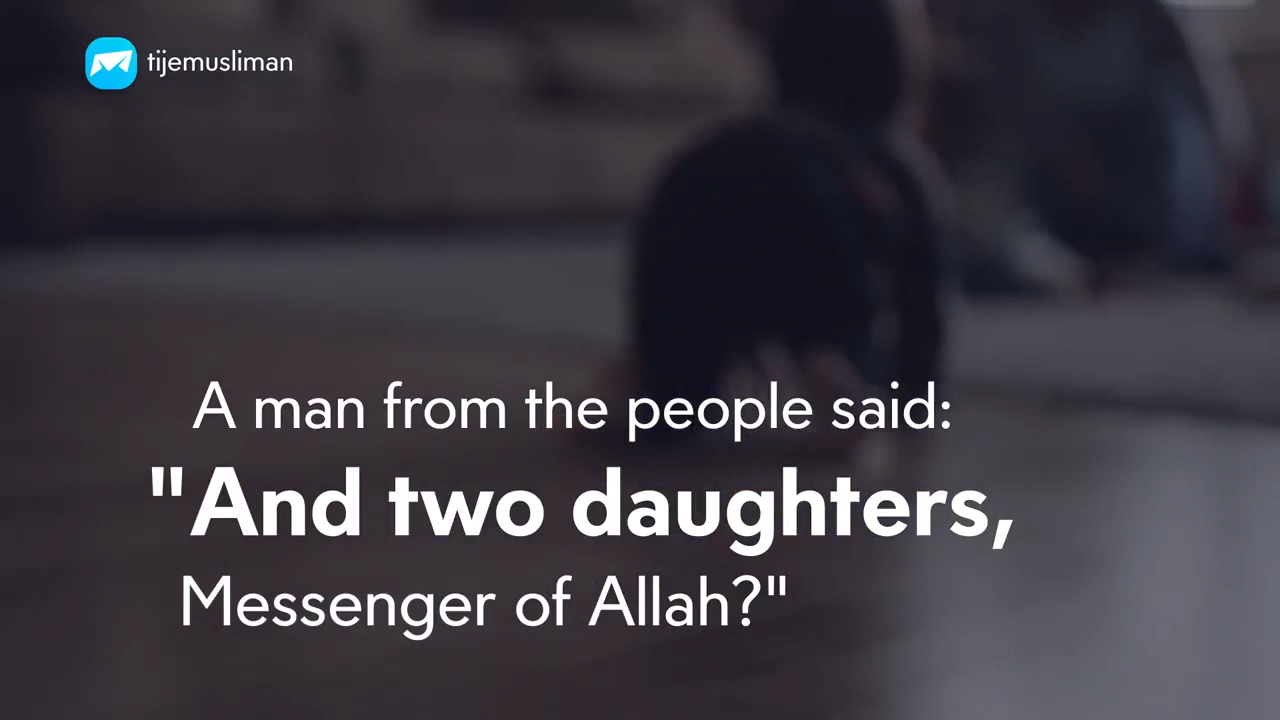 tijemusliman
A man from the people said:
"And two daughters,
Messenger of Allah?"